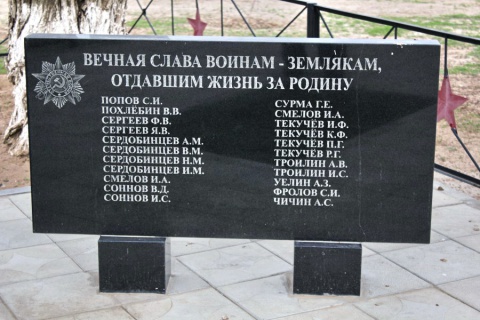 ВЕЧНАЯ СЛАВА ВОИНАМ - ЗЕМЛЯКАМ,
ОТДАВШИМ ЖИЗНЬ ЗА РОДИНУ
ПОПОВ С.И.
ПОХЛЕБИН В.В.
СЕРГЕЕВ Ф.В.
СЕРГЕЕВ Я.В.
СЕРДОБИНЦЕВ А.М.
СЕРДОБИНЦЕВ В.М.
СЕРДОБИНЦЕВ Н.М.
СЕРДОБИНЦЕВ И.М.
СМЕЛОВ И.А.
СОННОВ В.Д.
СОННОВ И.С.
СУРМА Г.Е.
СМЕЛОВ И.А.
ТЕКУЧЁВ И.Ф.
ТЕКУЧЁВ К.Ф.
ТЕКУЧЁВ П.Г.
ТЕКУЧЁВ Р.Г.
ТРОИЛИН А.В.
ТРОИЛИН И.С.
УЕЛИН А.З.
ФРОЛОВ С.И.
ЧИЧИН А.С.